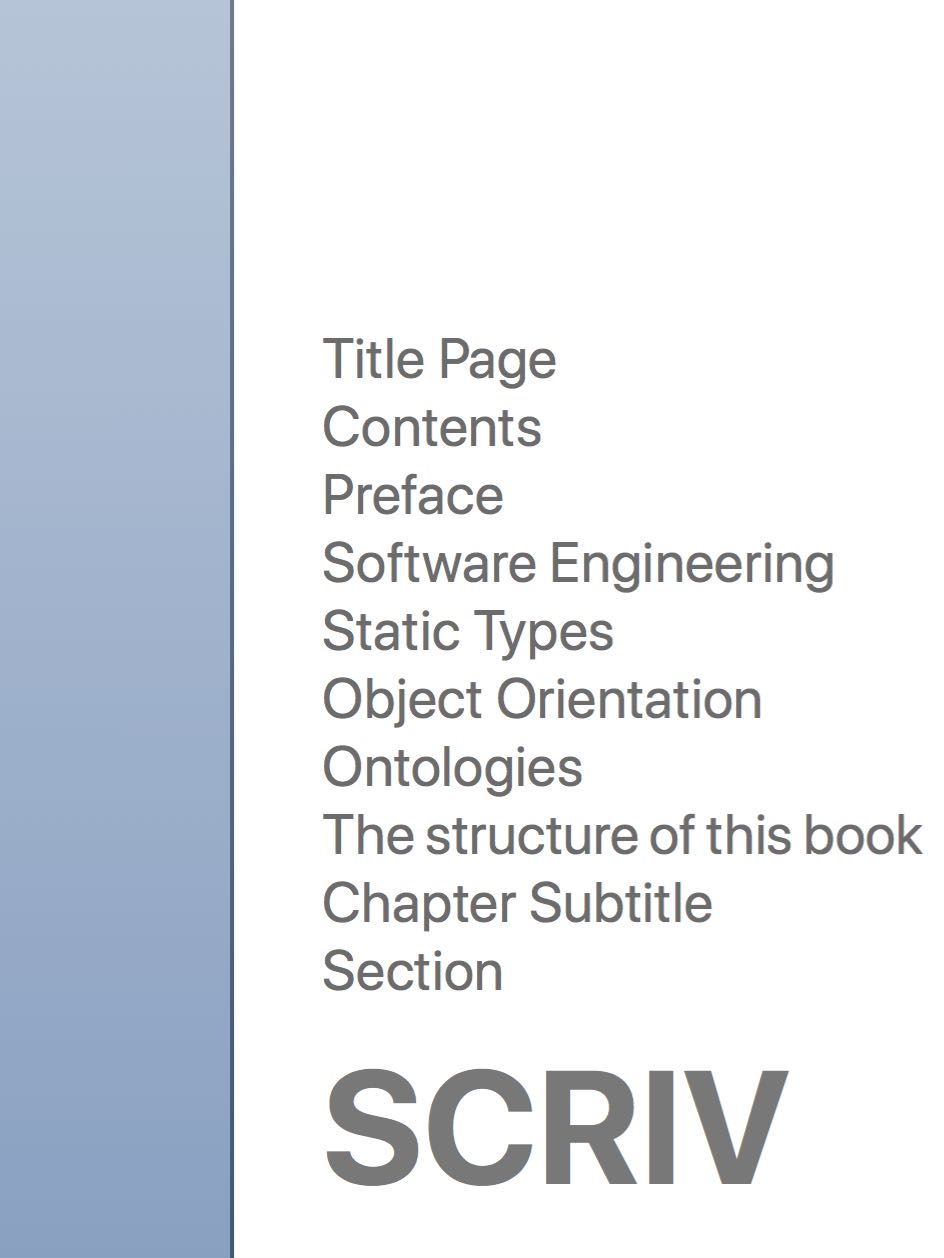 Title Page
Contents
Preface
Software Engineering
Static Types
Object Orientation
Ontologies
The structure of this book
Chapter Subtitle
Section
SCRIV